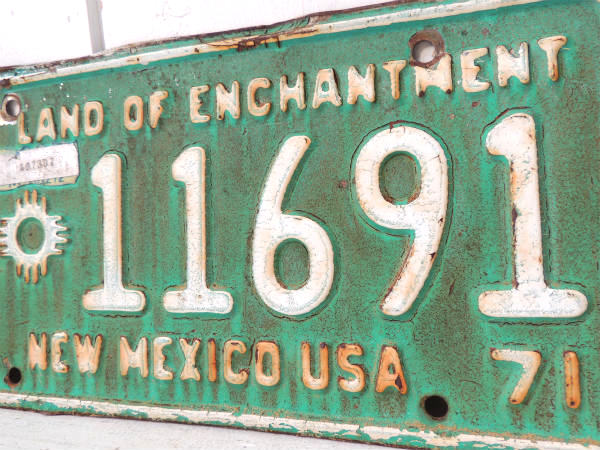 LAND OF ENCHANTMENT
11691
NEW MEXICO USA 71